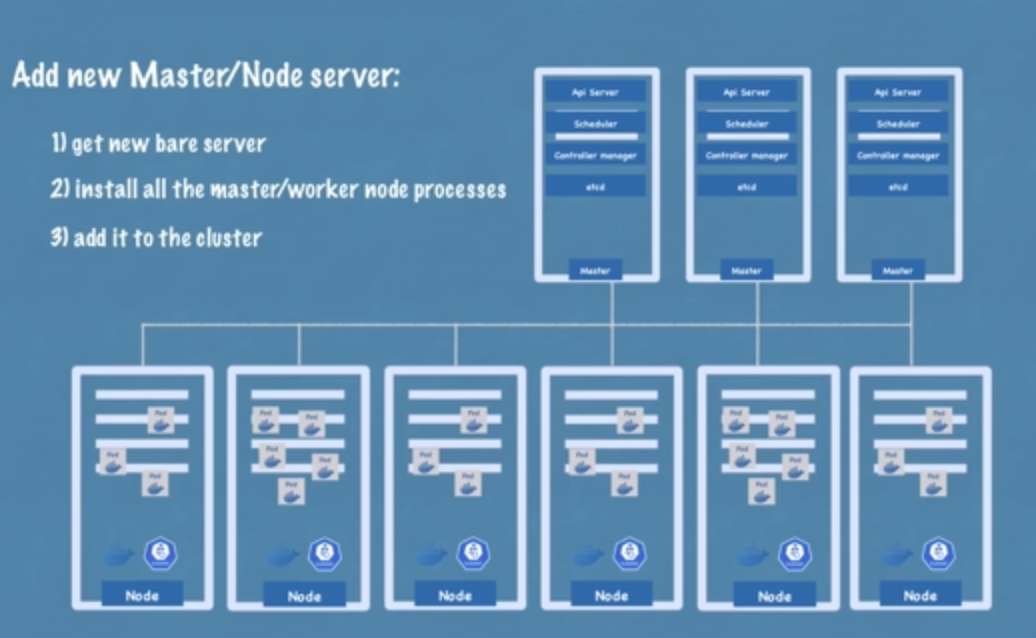 Add new Master/Node server:
1) get new bare server
2) install all the master/worker node processes
3) add it to the cluster
Api Server
Scheduler
Controller manager
etcd
Master
Api Server
Scheduler
Controller manager
etcd
Master
Api Server
Scheduler
Controller manager
etcd
Master
Pod
Pod
Pod
Node
Pod
Pod
Pod
Pod
Pod
Node
Pod
Pod
Pod
Node
Pod
Pod
Pod
Node
Pod
Pod
Pod
Pod
Pod
Node
Pod
Pod
Pod
Node